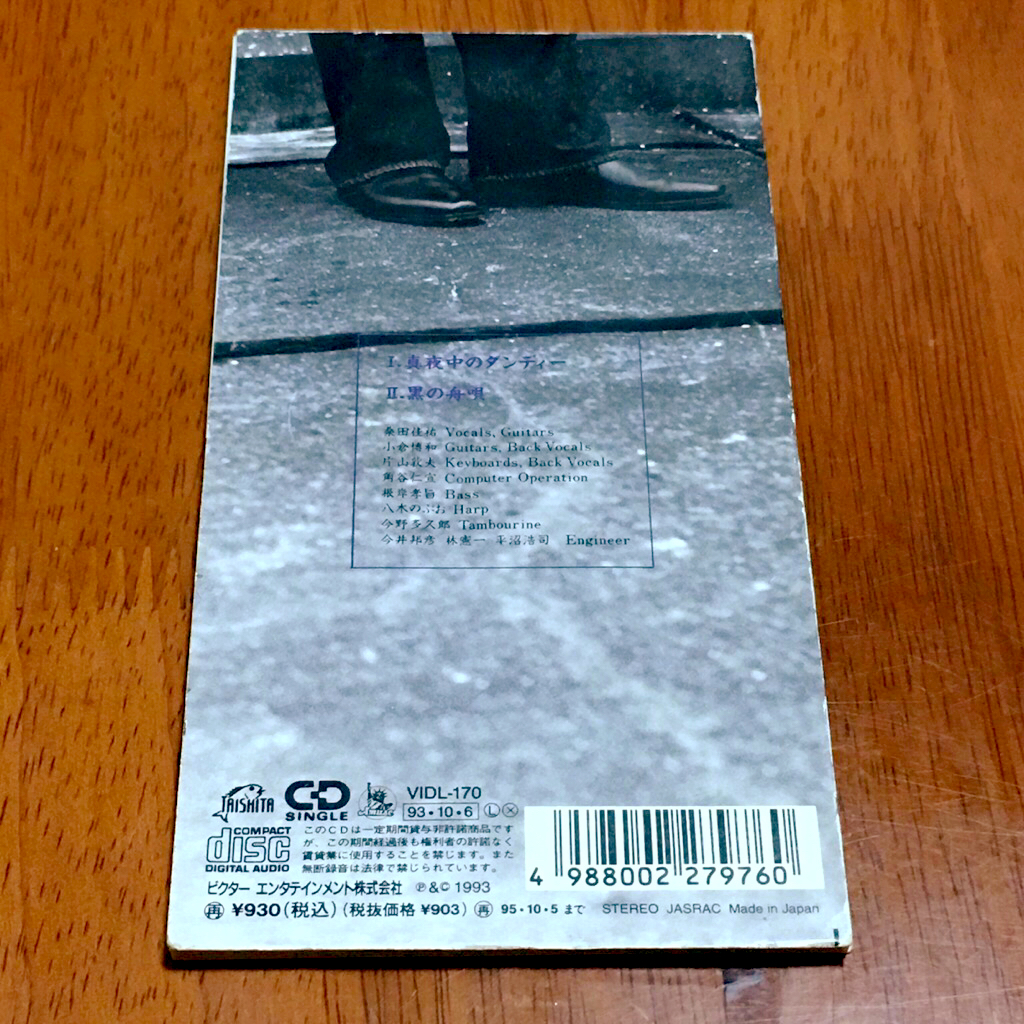 I.真夜中のダンディー
II.黒の舟唄
桑田佳祐 Vocals, Guitars
小倉博和 Guitars, Back Vocals
片山敦夫 Keyboards, Back Vocals
角谷仁宣 Computer Operation
根岸孝旨 Bass
八木のぶお Harp
今野多久郎 Tambourine
今井邦彦 林憲一 平沼浩司 Engineer
TAISHITA
CD SINGLE
VIDL-170
93・10・6 Ⓛ Ⓧ
COMPACT disc DIGITAL AUDIO
このCDは一定期間貸与非許諾商品です
が、この期間経過後も権利者の許諾なく
賃貸業に使用することを禁じます。また
無断録音は法律で禁じられています。
ビクター エンタテインメント株式会社 ℗&© 1993
㊢ ¥930(税込)(税抜価格 ¥903) 再 95・10・5 まで STEREO JASRAC Made in Japan
4 988002 279760